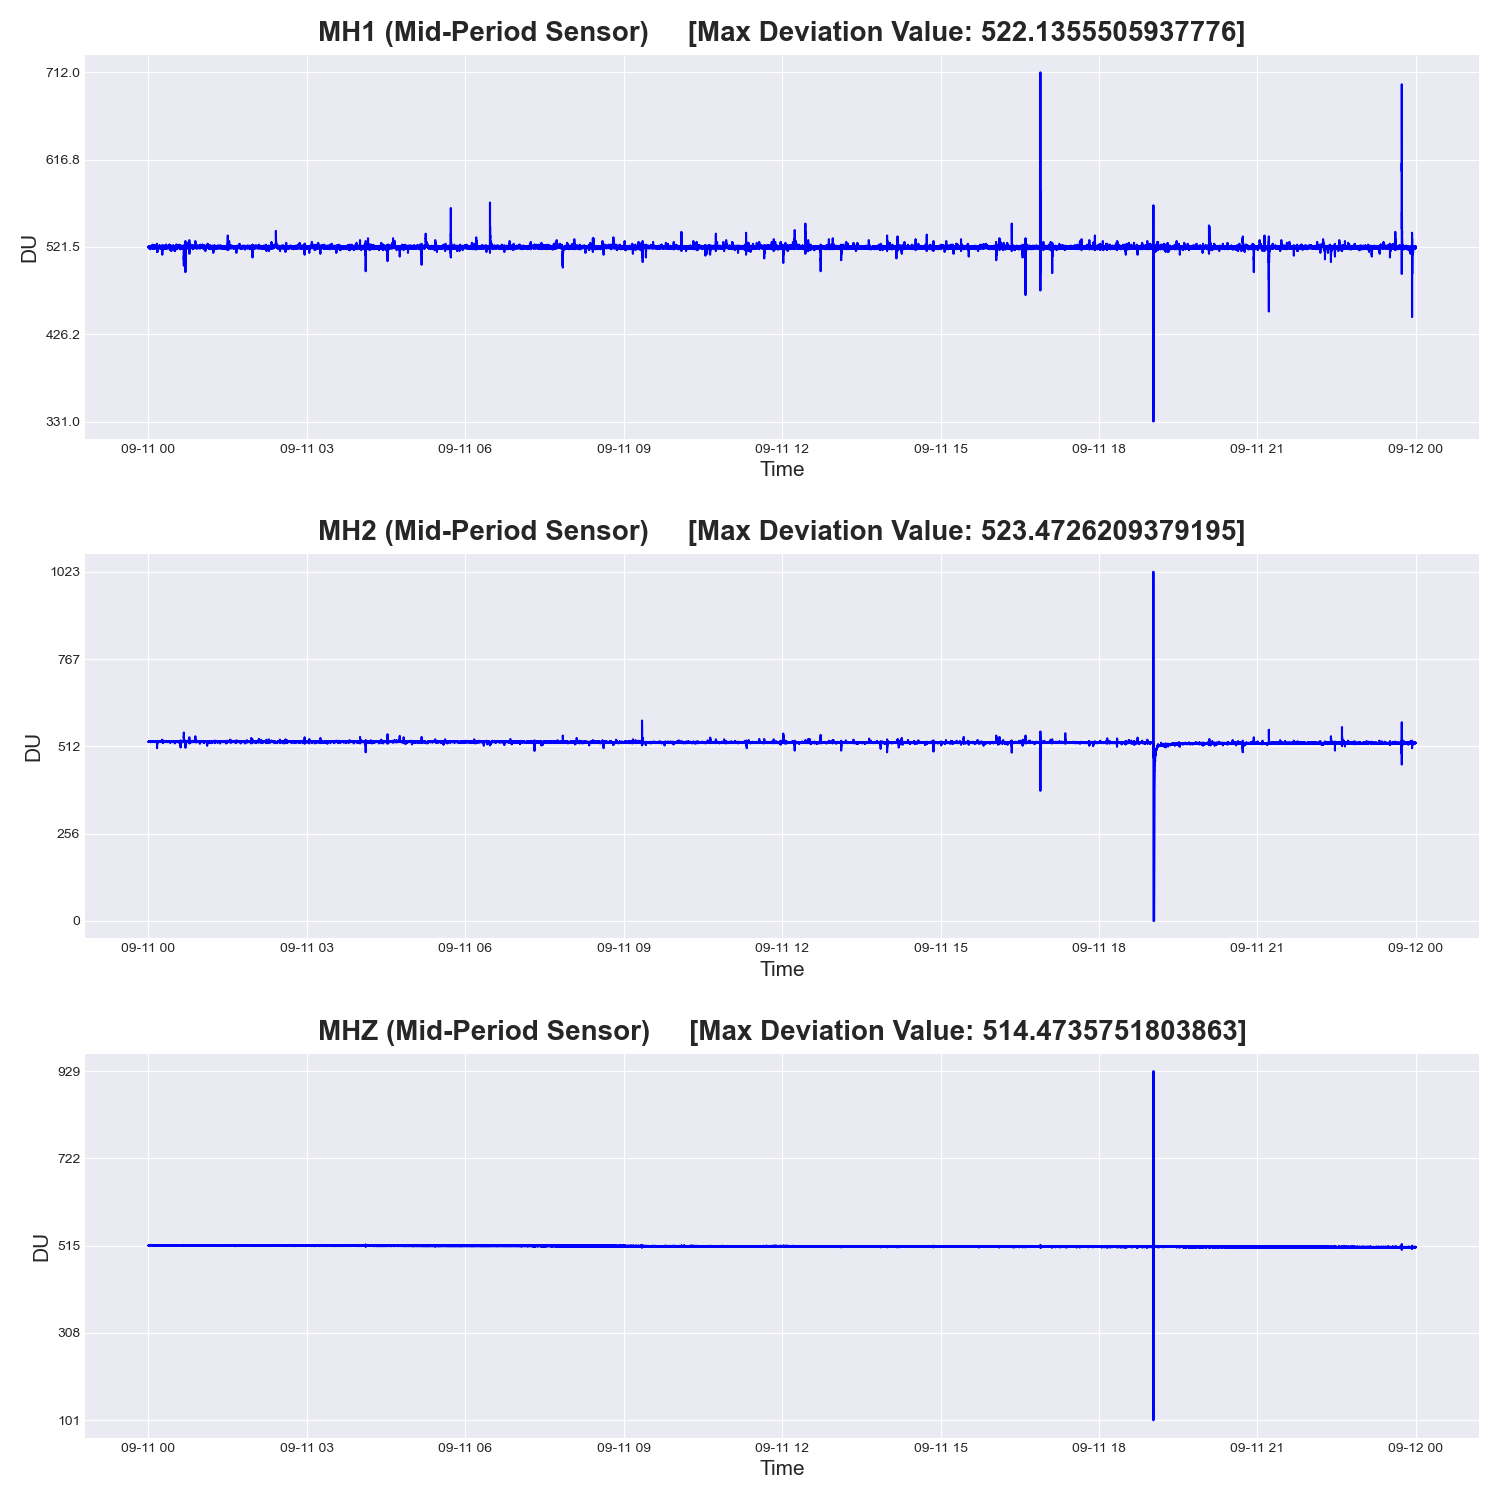 MH1 (Mid-Period Sensor) [Max Deviation Value: 522.1355505937776]
712.0
616.8
521.5
426.2
331.0
DU
09-11 00 09-11 03 09-11 06 09-11 09 09-11 12 09-11 15 09-11 18 09-11 21 09-12 00
Time
MH2 (Mid-Period Sensor) [Max Deviation Value: 523.4726209379195]
1023
767
512
256
0
DU
09-11 00 09-11 03 09-11 06 09-11 09 09-11 12 09-11 15 09-11 18 09-11 21 09-12 00
Time
MHZ (Mid-Period Sensor) [Max Deviation Value: 514.4735751803863]
929
722
515
308
101
DU
09-11 00 09-11 03 09-11 06 09-11 09 09-11 12 09-11 15 09-11 18 09-11 21 09-12 00
Time